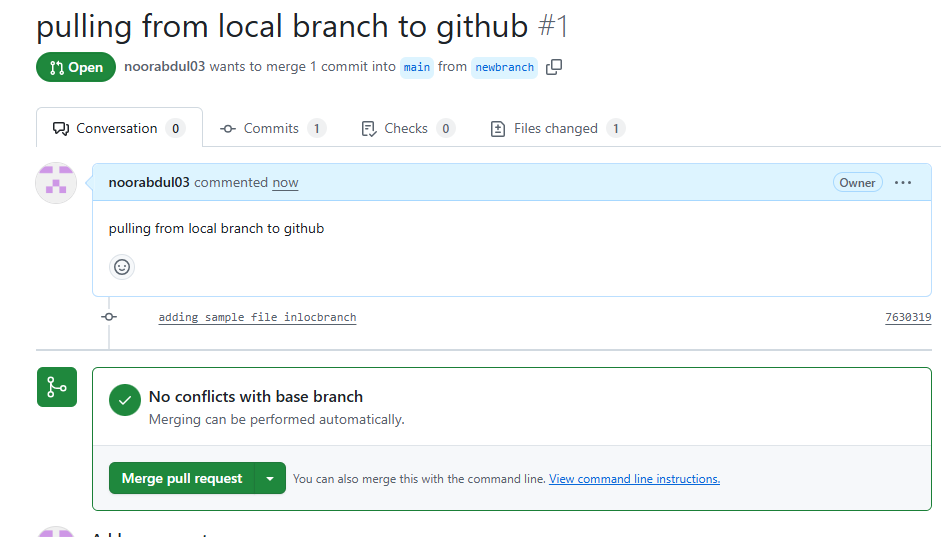 pulling from local branch to github #1
Open noorabdul03 wants to merge 1 commit into main from newbranch
Conversation 0 Commits 1 Checks 0 Files changed 1
noorabdul03 commented now Owner
pulling from local branch to github
adding sample file inlocbranch 7630319
No conflicts with base branch
Merging can be performed automatically.
Merge pull request You can also merge this with the command line. View command line instructions.